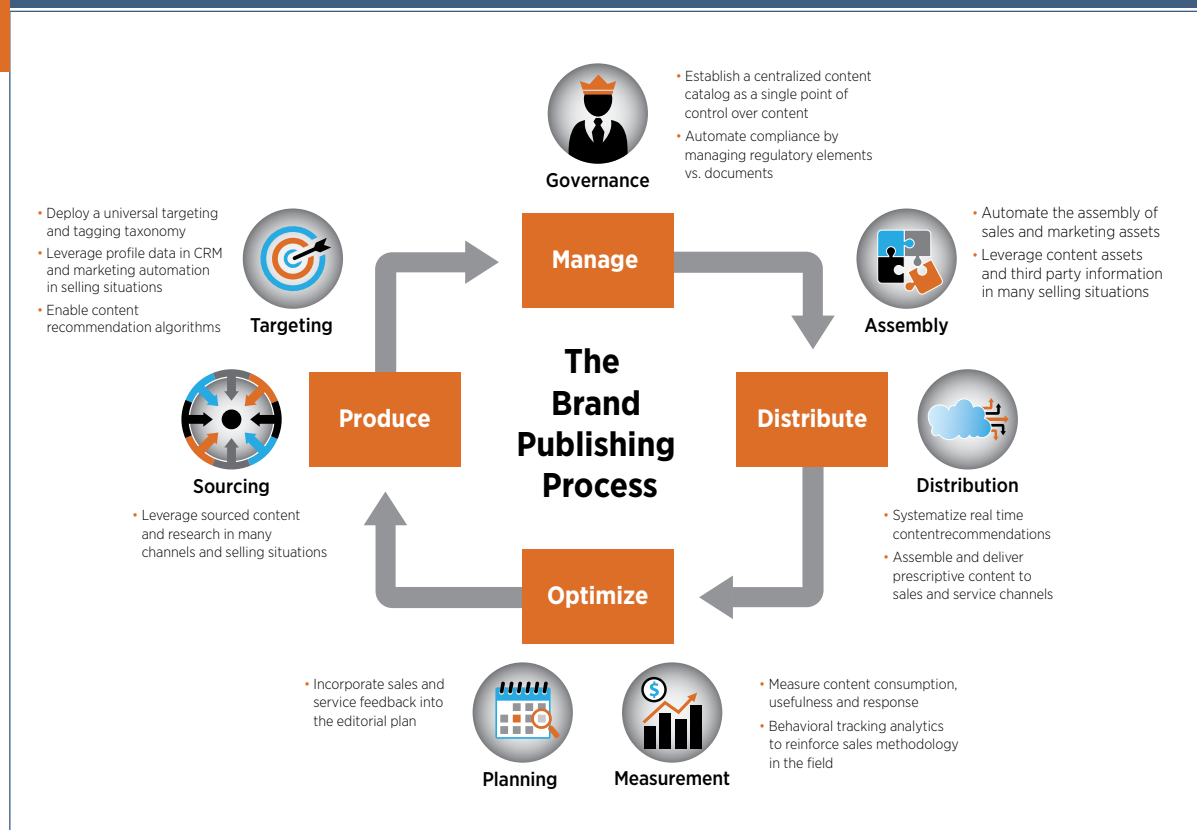 • Establish a centralized content
catalog as a single point of
control over content
• Automate compliance by
managing regulatory elements
vs. documents
Governance
• Deploy a universal targeting
and tagging taxonomy
• Leverage profile data in CRM
and marketing automation
in selling situations
• Enable content
recommendation algorithms
Targeting
Manage
• Automate the assembly of
sales and marketing assets
• Leverage content assets
and third party information
in many selling situations
Assembly
The
Brand
Publishing
Process
Produce
Distribute
Sourcing
• Leverage sourced content
and research in many
channels and selling situations
Distribution
• Systematize real time
contentrecommendations
• Assemble and deliver
prescriptive content to
sales and service channels
Optimize
• Incorporate sales and
service feedback into
the editorial plan
Planning
$
Measurement
• Measure content consumption,
usefulness and response
• Behavioral tracking analytics
to reinforce sales methodology
in the field